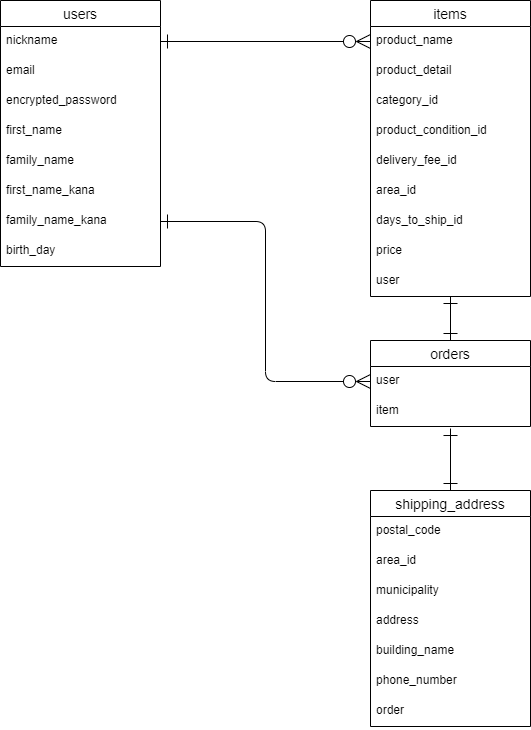 users
nickname
email
encrypted_password
first_name
family_name
first_name_kana
family_name_kana
birth_day
items
product_name
product_detail
category_id
product_condition_id
delivery_fee_id
area_id
days_to_ship_id
price
user
orders
user
item
shipping_address
postal_code
area_id
municipality
address
building_name
phone_number
order